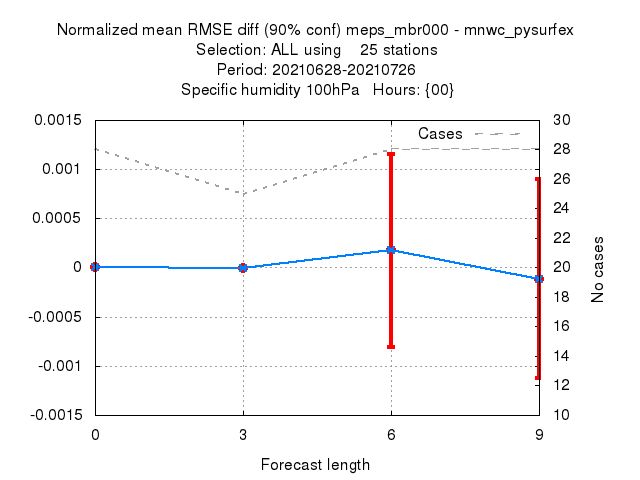 Normalized mean RMSE diff (90% conf) meps_mbr000 - mnwc_pysurfex
Selection: ALL using    25 stations
Period: 20210628-20210726
Specific humidity 100hPa   Hours: {00}
Cases
0.0015
0.001
0.0005
0
-0.0005
-0.001
-0.0015
30
28
26
24
22
20
18
16
14
12
10
No cases
0 3 6 9
Forecast length